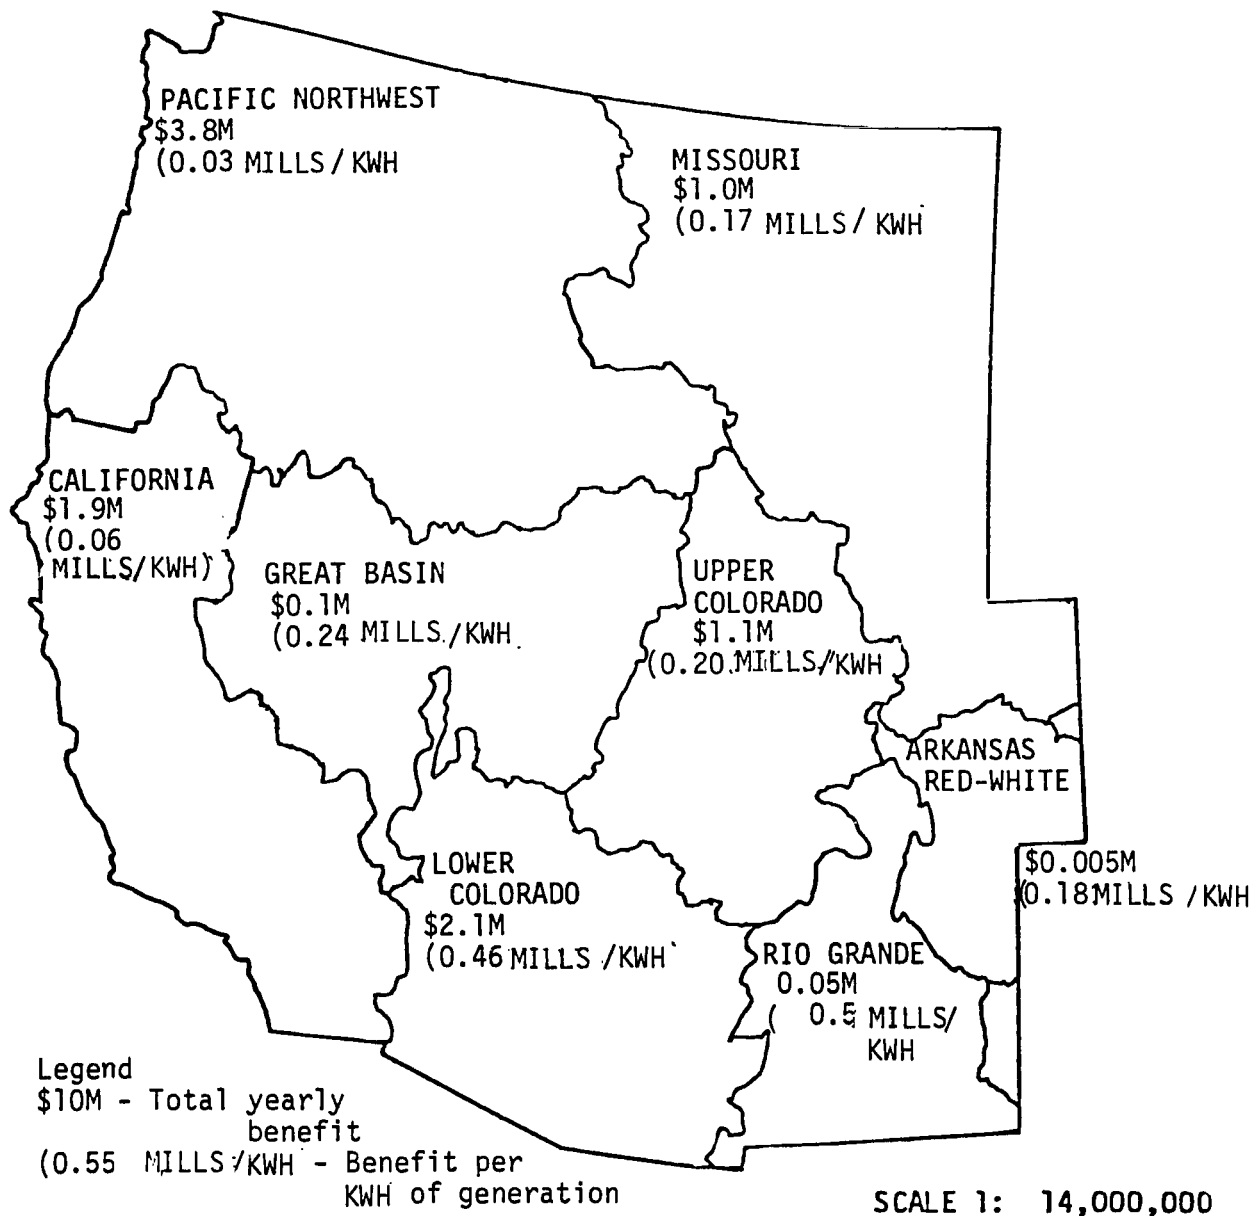 PACIFIC NORTHWEST
$3.8M
(0.03 MILLS/KWH
MISSOURI
$1.0M
(0.17 MILLS/KWH
CALIFORNIA
$1.9M
(0.06
MILLS/KWH)
GREAT BASIN
$0.1M
(0.24 MILLS./KWH
UPPER
COLORADO
$1.1M
(0.20 MILLS/KWH
ARKANSAS
RED-WHITE
$0.005M
(0.18 MILLS /KWH
LOWER
COLORADO
$2.1M
(0.46 MILLS /KWH
RIO GRANDE
0.05M
( 0.5 MILLS/
KWH
Legend
$10M - Total yearly
benefit
(0.55 MILLS/KWH - Benefit per
KWH of generation
SCALE 1: 14,000,000